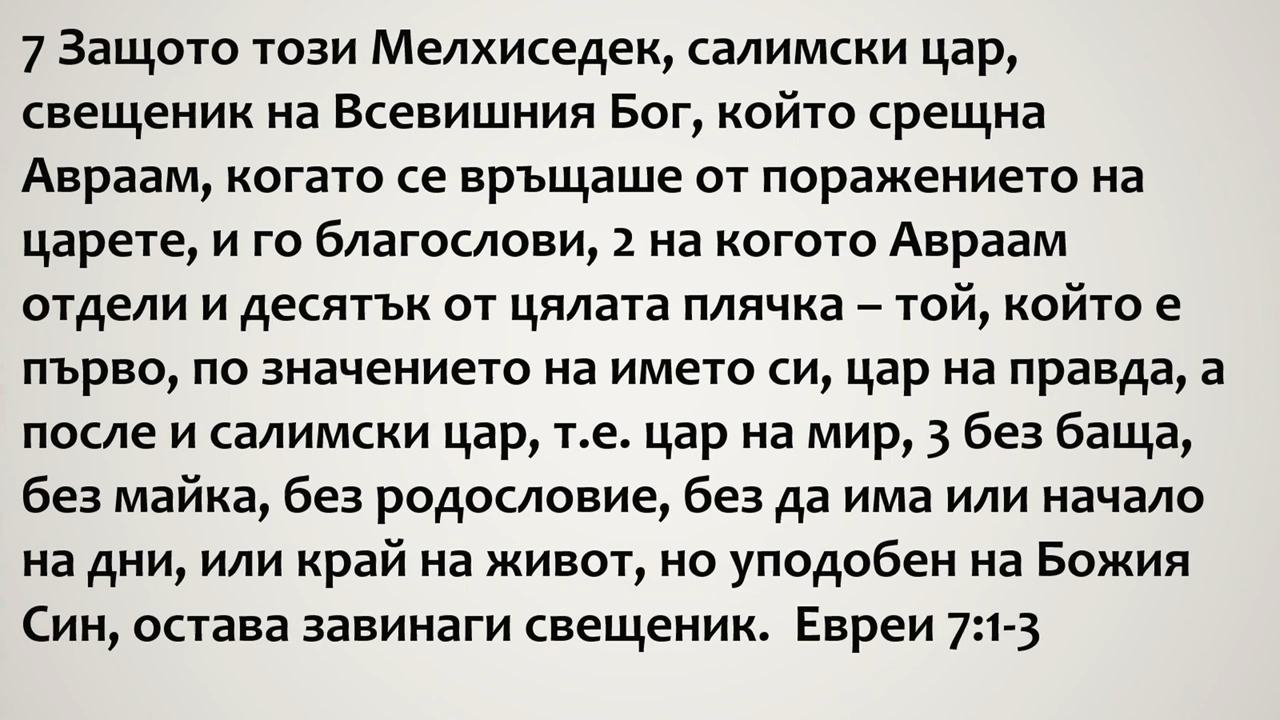 7 Защото този Мелхиседек, салимски цар,
свещеник на Всевишния Бог, който срещна
Авраам, когато се връщаше от поражението на
царете, и го благослови, 2 на когото Авраам
отдели и десятък от цялата плячка – той, който е
първо, по значението на името си, цар на правда, а
после и салимски цар, т.е. цар на мир, 3 без баща,
без майка, без родословие, без да има или начало
на дни, или край на живот, но уподобен на Божия
Син, остава завинаги свещеник.  Евреи 7:1-3